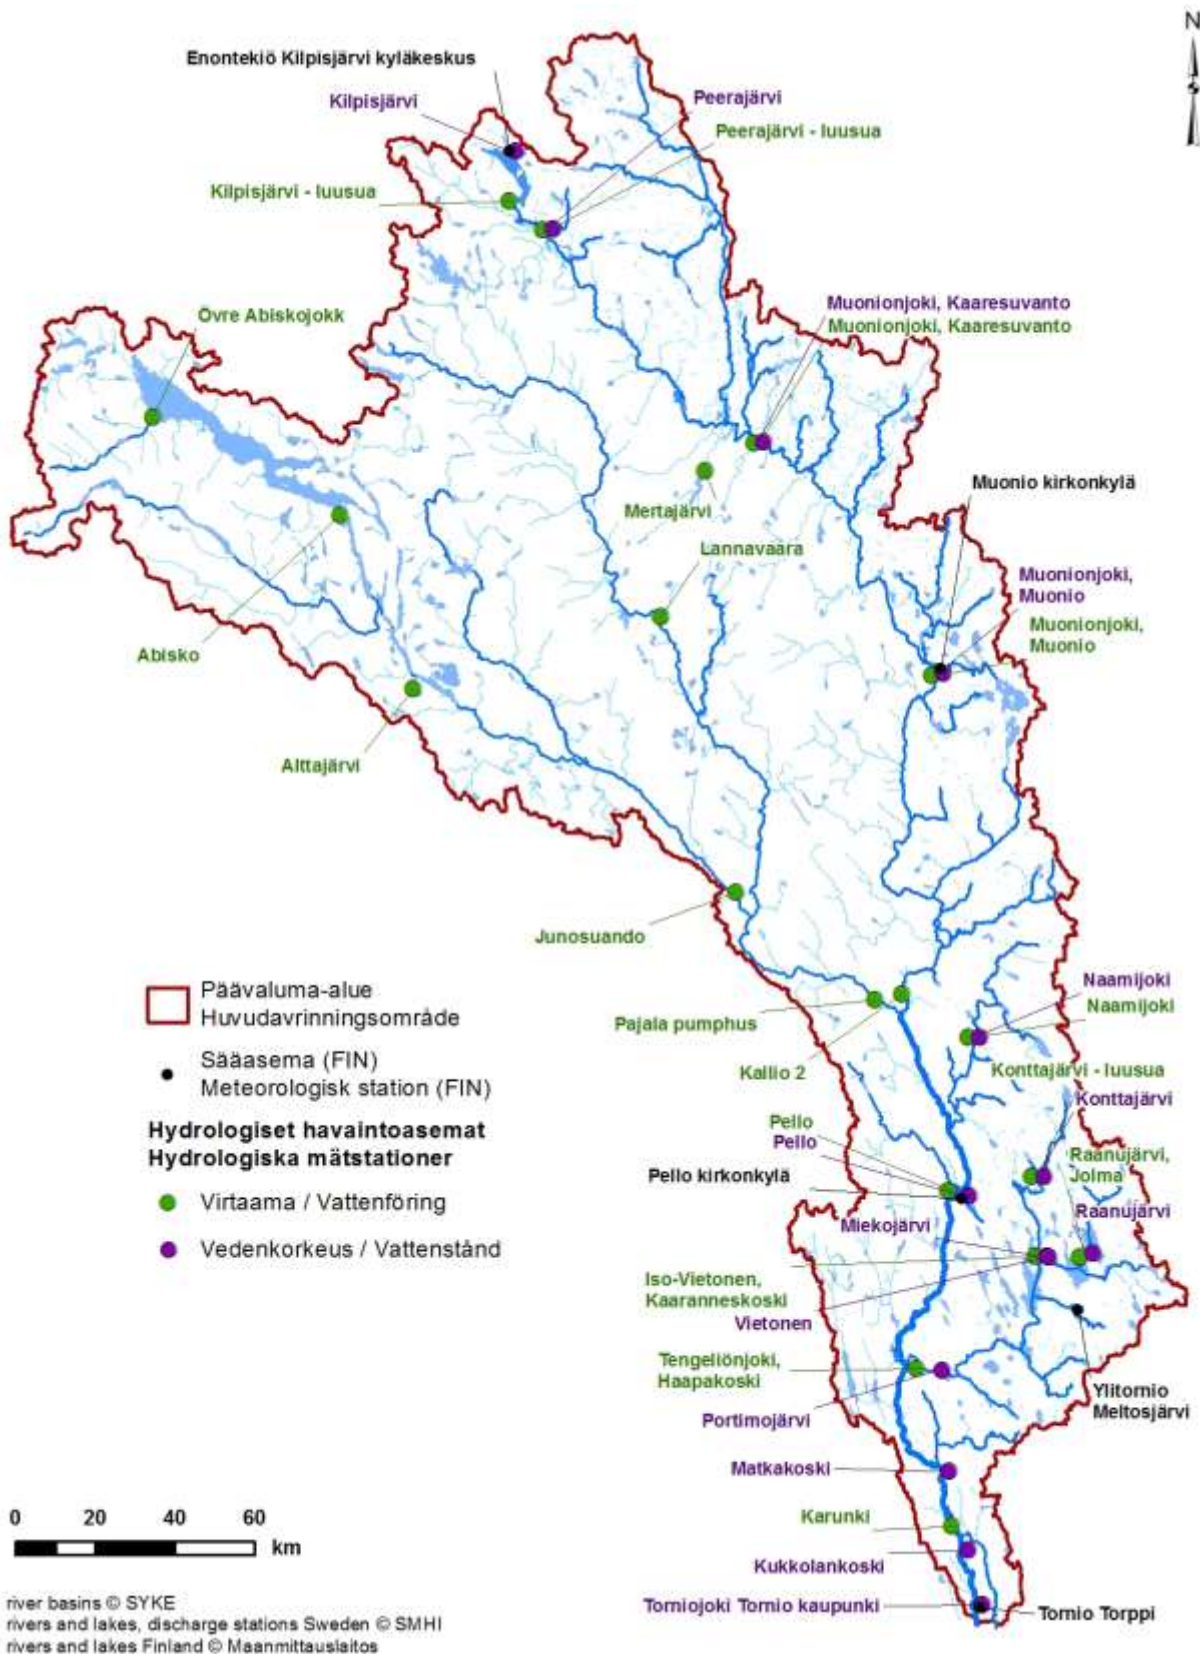 N
Enontekiö Kilpisjärvi kyläkeskus
Kilpisjärvi
Peerajärvi
Peerajärvi - luusua
Kilpisjärvi - luusua
Övre Abiskojokk
Muonionjoki, Kaaresuvanto
Muonionjoki, Kaaresuvanto
Muonio kirkonkylä
Mertajärvi
Lannavaara
Muonionjoki,
Muonio
Muonionjoki,
Muonio
Abisko
Alttajärvi
Junosuando
Päävaluma-alue
Huvudavrinningsområde
Sääasema (FIN)
Meteorologisk station (FIN)
Hydrologiset havaintoasemat
Hydrologiska mätstationer
Virtaama / Vattenföring
Vedenkorkeus / Vattenstånd
Naamijoki
Naamijoki
Pajala pumphus
Kallio 2
Konttajärvi - luusua
Konttajärvi
Pello
Pello
Pello kirkonkylä
Raanujärvi,
Jolma
Raanujärvi
Miekojärvi
Iso-Vietonen,
Kaaranneskoski
Vietonen
Tengeliönjoki,
Haapakoski
Portimojärvi
Ylitornio
Meltosjärvi
Matkakoski
Karunki
Kukkolankoski
Torniojoki Tornio kaupunki
Tornio Torppi
0 20 40 60
km
river basins © SYKE
rivers and lakes, discharge stations Sweden © SMHI
rivers and lakes Finland © Maanmittauslaitos